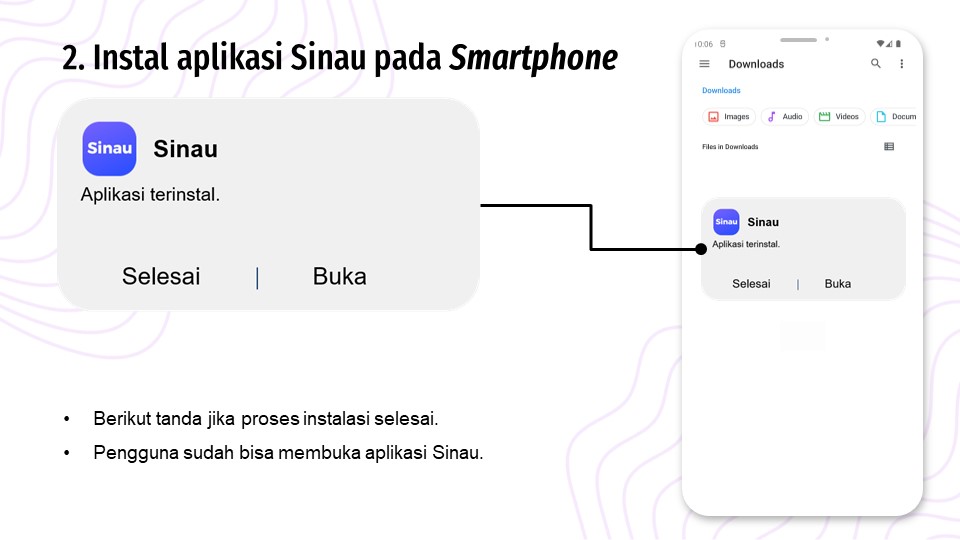 2. Instal aplikasi Sinau pada Smartphone
Sinau Sinau
Aplikasi terinstal.
Selesai | Buka
• Berikut tanda jika proses instalasi selesai.
• Pengguna sudah bisa membuka aplikasi Sinau.
10:06
Downloads
Downloads
Images Audio Videos Docum
Files in Downloads
Sinau Sinau
Aplikasi terinstal.
Selesai | Buka